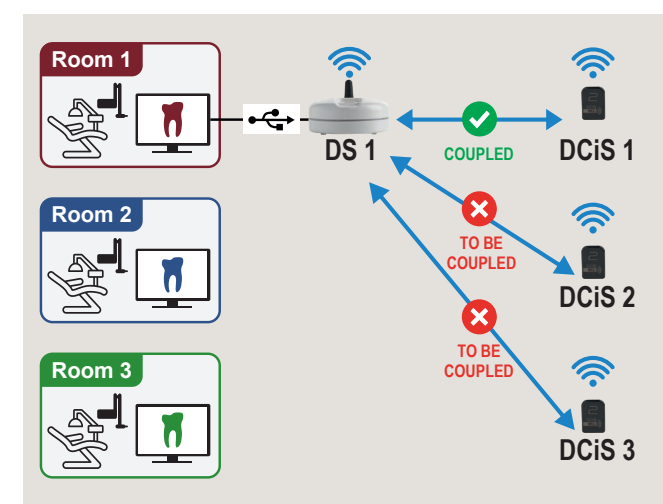 Room 1
DS 1
COUPLED
DCiS 1
Room 2
TO BE
COUPLED
DCiS 2
Room 3
TO BE
COUPLED
DCiS 3